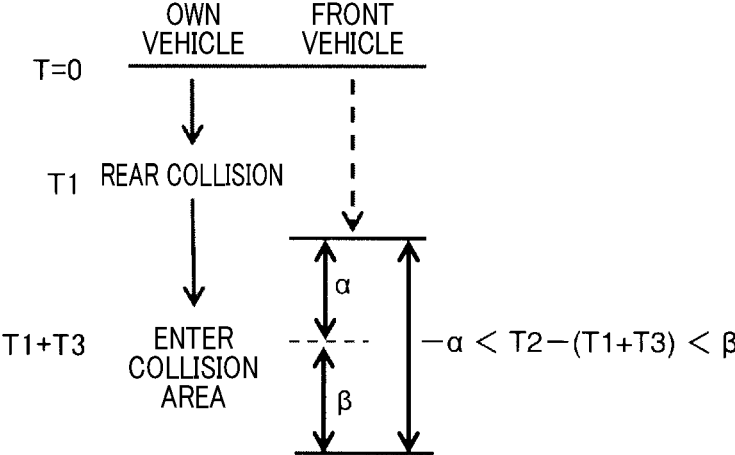 OWN
VEHICLE
FRONT
VEHICLE
T=0
T1
REAR COLLISION
α
T1+T3
ENTER
COLLISION
AREA
−α < T2−(T1+T3) < β
β